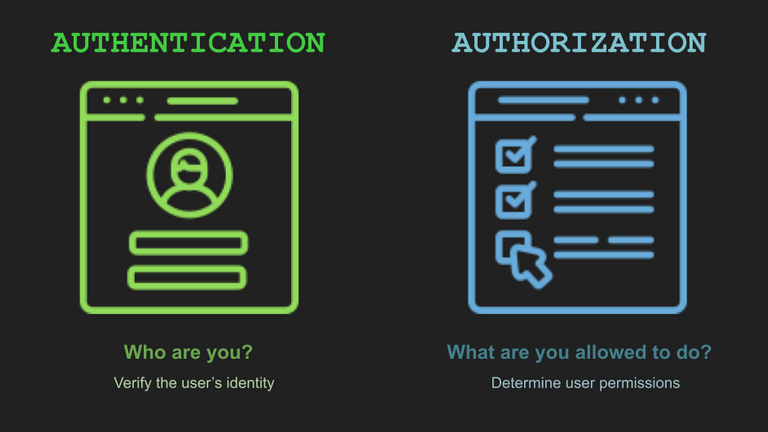 AUTHENTICATION
Who are you?
Verify the user’s identity
AUTHORIZATION
What are you allowed to do?
Determine user permissions